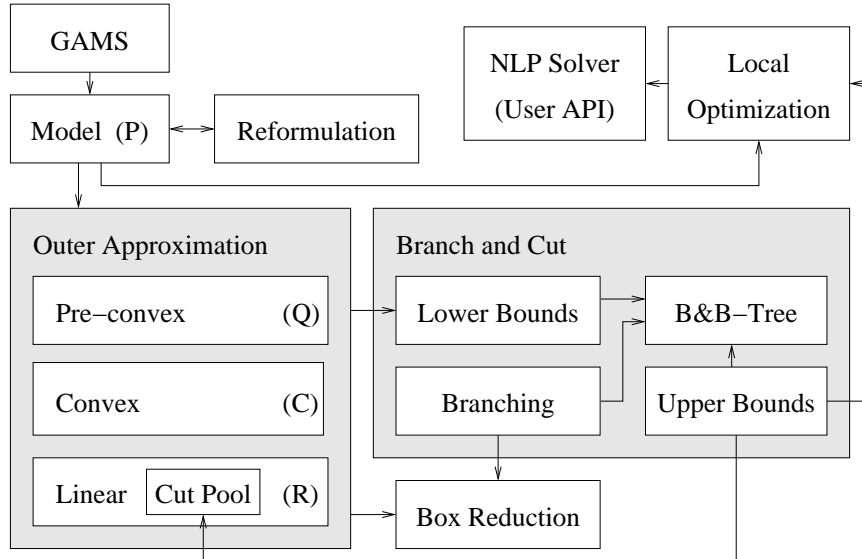 GAMS
Model (P)
Reformulation
NLP Solver
(User API)
Local
Optimization
Outer Approximation
Pre−convex (Q)
Convex (C)
Linear Cut Pool (R)
Branch and Cut
Lower Bounds
B&B−Tree
Branching
Upper Bounds
Box Reduction